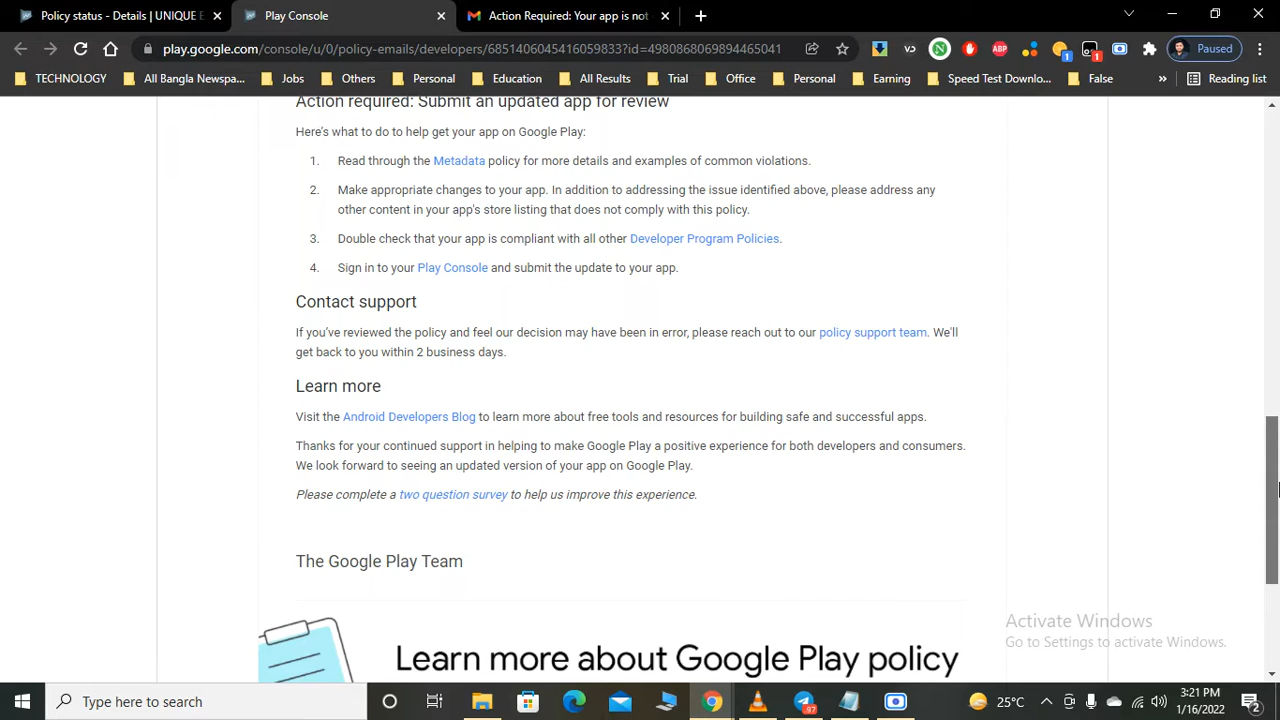 Policy status - Details | UNIQUE E
Play Console
Action Required: Your app is not
play.google.com/console/u/0/policy-emails/developers/6851406045416059833?id=4980868069894465041
Paused
TECHNOLOGY
All Bangla Newspa...
Jobs
Others
Personal
Education
All Results
Trial
Office
Personal
Earning
Speed Test Downlo...
False
»
Reading list
Action required: Submit an updated app for review
Here's what to do to help get your app on Google Play:
1. Read through the Metadata policy for more details and examples of common violations.
2. Make appropriate changes to your app. In addition to addressing the issue identified above, please address any
other content in your app's store listing that does not comply with this policy.
3. Double check that your app is compliant with all other Developer Program Policies.
4. Sign in to your Play Console and submit the update to your app.
Contact support
If you've reviewed the policy and feel our decision may have been in error, please reach out to our policy support team. We'll
get back to you within 2 business days.
Learn more
Visit the Android Developers Blog to learn more about free tools and resources for building safe and successful apps.
Thanks for your continued support in helping to make Google Play a positive experience for both developers and consumers.
We look forward to seeing an updated version of your app on Google Play.
Please complete a two question survey to help us improve this experience.
The Google Play Team
Learn more about Google Play policy
Activate Windows
Go to Settings to activate Windows.
Type here to search
97
25°C
3:21 PM
1/16/2022
2